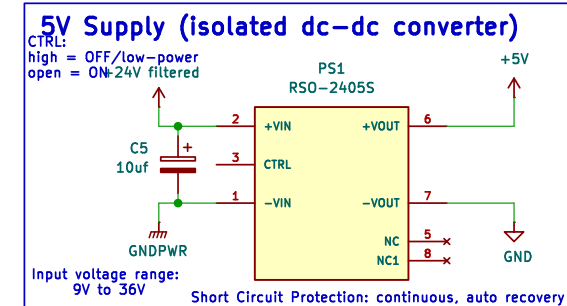 5V Supply (isolated dc-dc converter)
CTRL:
high = OFF/low-power
open = ON
+24V filtered
PS1
RSO-2405S
+5V
2
+VIN
+VOUT
6
C5
10uf
+
3
CTRL
1
-VIN
-VOUT
7
GNDPWR
NC
5
NC1
8
GND
Input voltage range:
9V to 36V
Short Circuit Protection: continuous, auto recovery